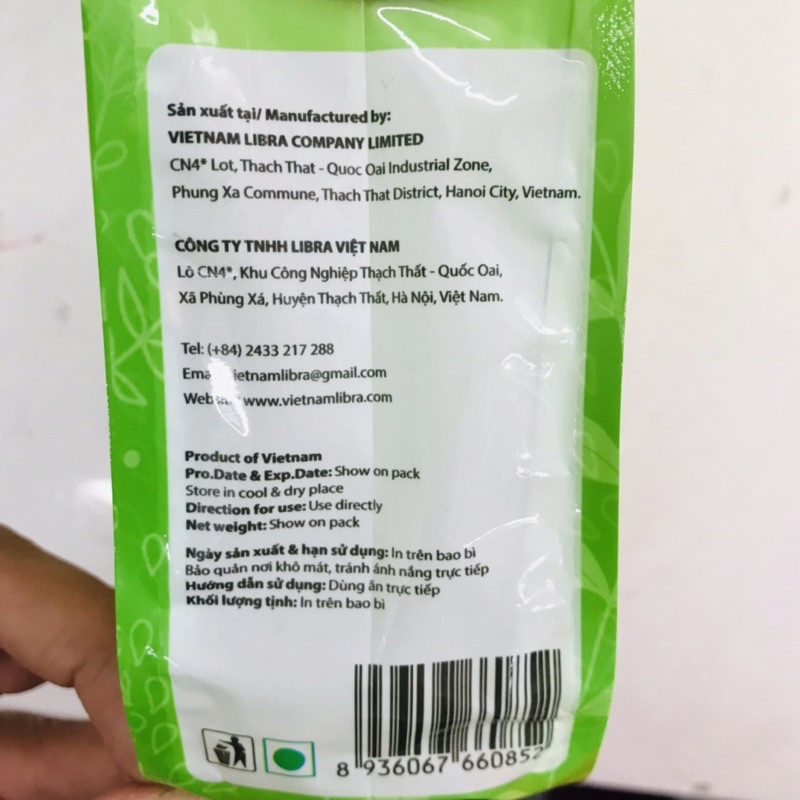 Sản xuất tại/ Manufactured by:
VIETNAM LIBRA COMPANY LIMITED
CN4* Lot, Thach That - Quoc Oai Industrial Zone,
Phung Xa Commune, Thach That District, Hanoi City, Vietnam.
CÔNG TY TNHH LIBRA VIỆT NAM
Lô CN4*, Khu Công Nghiệp Thạch Thất - Quốc Oai,
Xã Phùng Xá, Huyện Thạch Thất, Hà Nội, Việt Nam.
Tel: (+84) 2433 217 288
ietnamlibra@gmail.com
www.vietnamlibra.com
Product of Vietnam
Pro.Date & Exp.Date: Show on pack
Store in cool & dry place
Direction for use: Use directly
Net weight: Show on pack
Ngày sản xuất & hạn sử dụng: In trên bao bì
Bảo quản nơi khô mát, tránh ánh nắng trực tiếp
Hướng dẫn sử dụng: Dùng ăn trực tiếp
Khối lượng tịnh: In trên bao bì
8 936067 660852